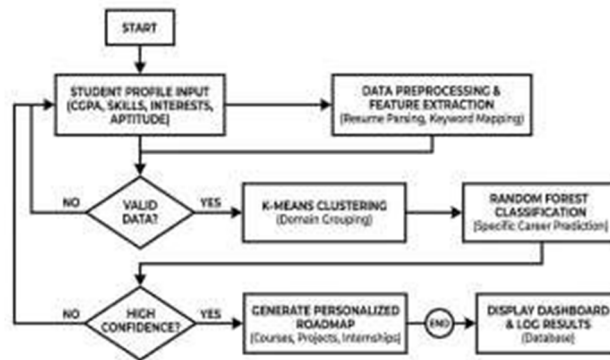 START
STUDENT PROFILE INPUT
(CGPA, SKILLS, INTERESTS,
APTITUDE)
DATA PREPROCESSING &
FEATURE EXTRACTION
(Resume Parsing, Keyword Mapping)
NO
VALID
DATA?
YES
K-MEANS CLUSTERING
(Domain Grouping)
RANDOM FOREST
CLASSIFICATION
(Specific Career Prediction)
NO
HIGH
CONFIDENCE?
YES
GENERATE PERSONALIZED
ROADMAP
(Courses, Projects, Internships)
END
DISPLAY DASHBOARD
& LOG RESULTS
(Database)